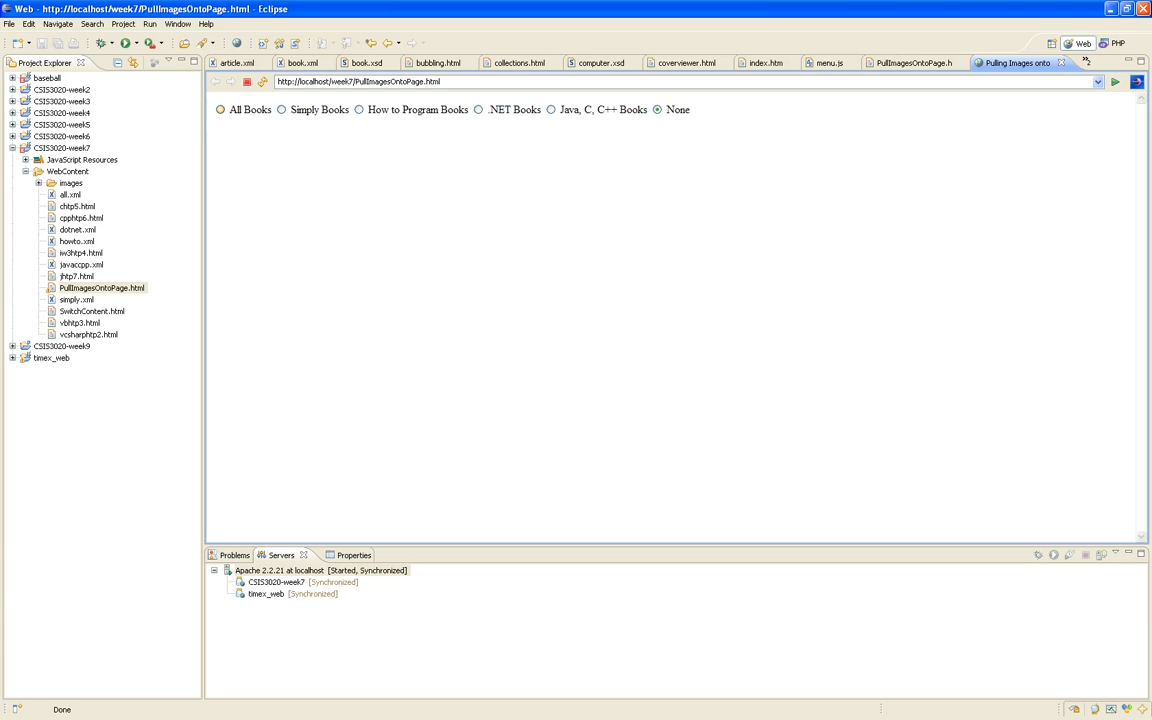 Web - http://localhost/week7/PullImagesOntoPage.html - Eclipse
File Edit Navigate Search Project Run Window Help
Web PHP
Project Explorer
article.xml book.xml book.xsd bubbling.html collections.html computer.xsd coverviewer.html index.htm menu.js PullImagesOntoPage.h Pulling Images onto »2
http://localhost/week7/PullImagesOntoPage.html
All Books Simply Books How to Program Books .NET Books Java, C, C++ Books None
baseball
CSIS3020-week2
CSIS3020-week3
CSIS3020-week4
CSIS3020-week5
CSIS3020-week6
CSIS3020-week7
JavaScript Resources
WebContent
images
all.xml
chtp5.html
cpphtp6.html
dotnet.xml
howto.xml
iw3htp4.html
javaccpp.xml
jhtp7.html
PullImagesOntoPage.html
simply.xml
SwitchContent.html
vbhtp3.html
vcsharphtp2.html
CSIS3020-week9
timex_web
Problems Servers Properties
Apache 2.2.21 at localhost [Started, Synchronized]
CSIS3020-week7 [Synchronized]
timex_web [Synchronized]
Done